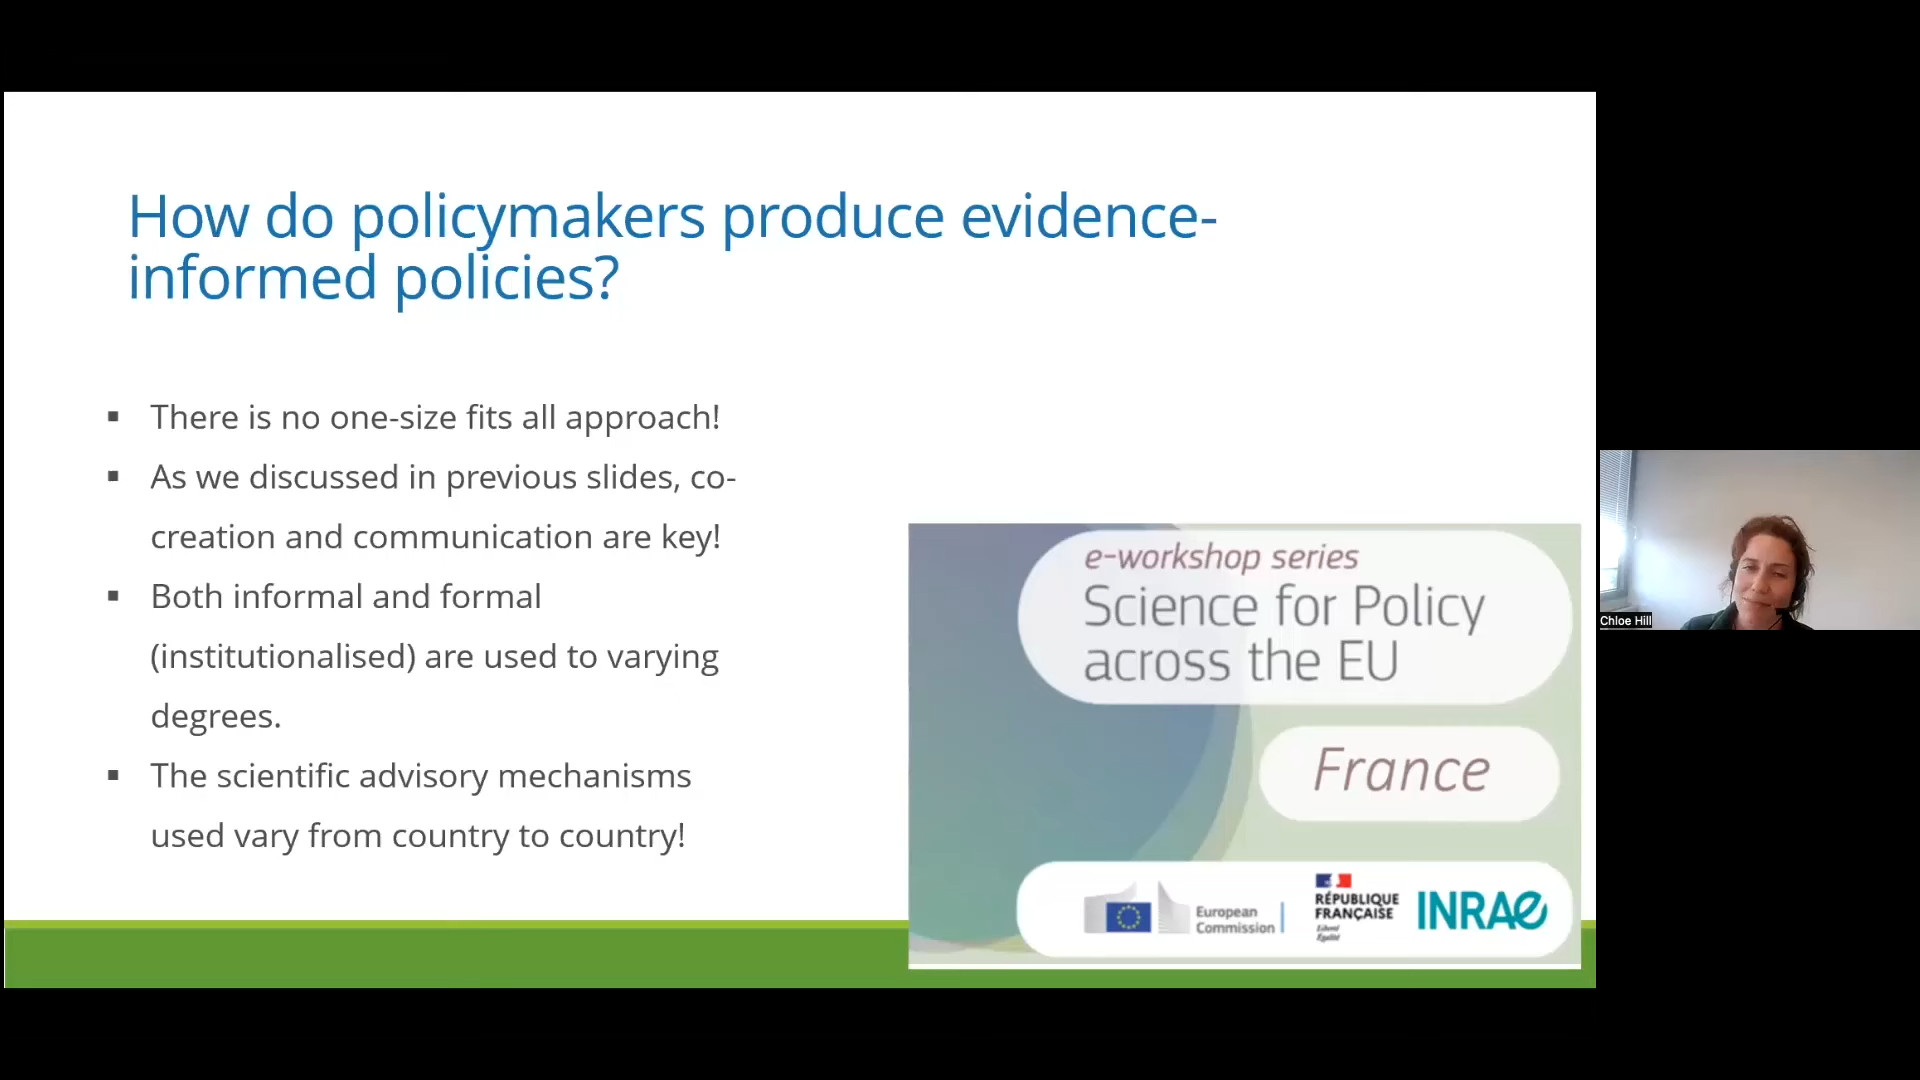 How do policymakers produce evidence-
informed policies?
▪ There is no one-size fits all approach!
▪ As we discussed in previous slides, co-
creation and communication are key!
▪ Both informal and formal
(institutionalised) are used to varying
degrees.
▪ The scientific advisory mechanisms
used vary from country to country!
e-workshop series
Science for Policy
across the EU
France
European
Commission
RÉPUBLIQUE
FRANÇAISE
Liberté
Égalité
INRAE
Chloe Hill